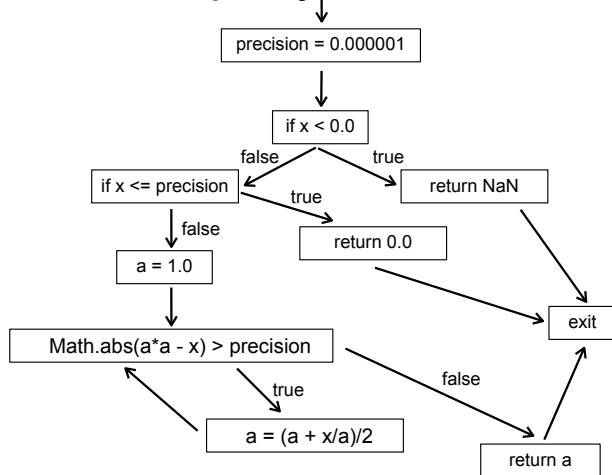 precision = 0.000001
if x < 0.0
false
true
if x <= precision
true
return NaN
false
return 0.0
a = 1.0
exit
Math.abs(a*a - x) > precision
false
true
a = (a + x/a)/2
return a